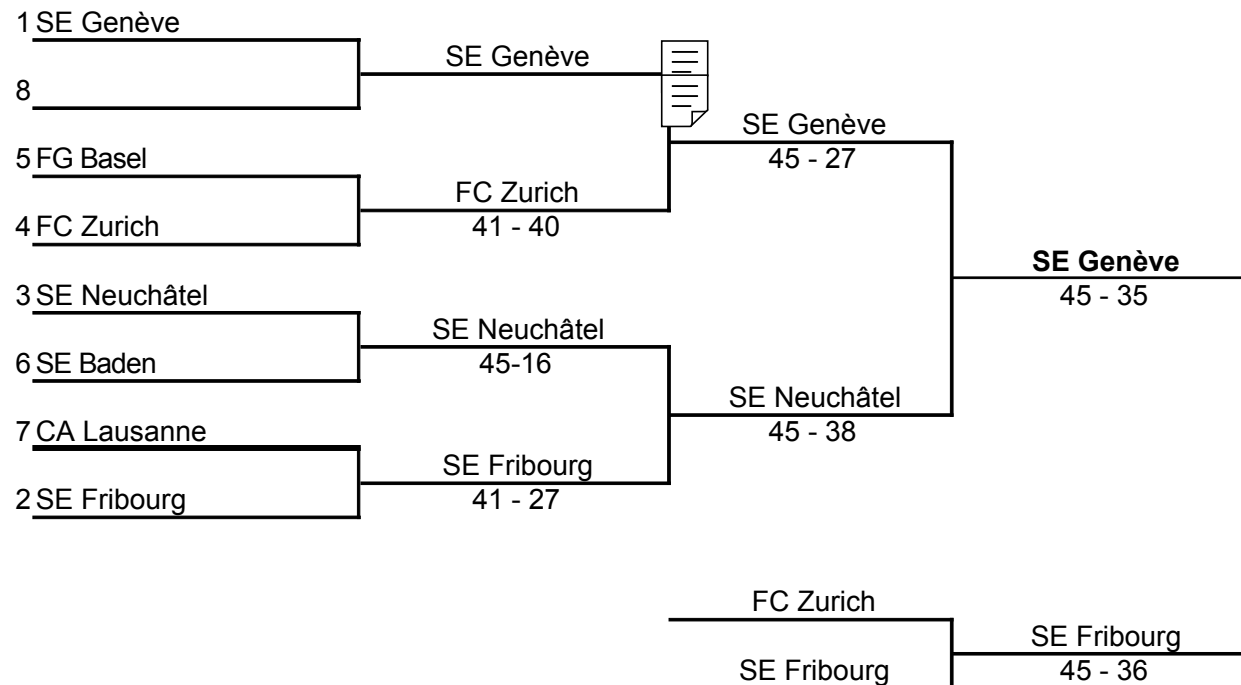 1 SE Genève
SE Genève
8
SE Genève
45 - 27
5 FG Basel
FC Zurich
41 - 40
4 FC Zurich
SE Genève
45 - 35
3 SE Neuchâtel
SE Neuchâtel
45-16
6 SE Baden
SE Neuchâtel
45 - 38
7 CA Lausanne
SE Fribourg
41 - 27
2 SE Fribourg
FC Zurich
SE Fribourg
45 - 36
SE Fribourg